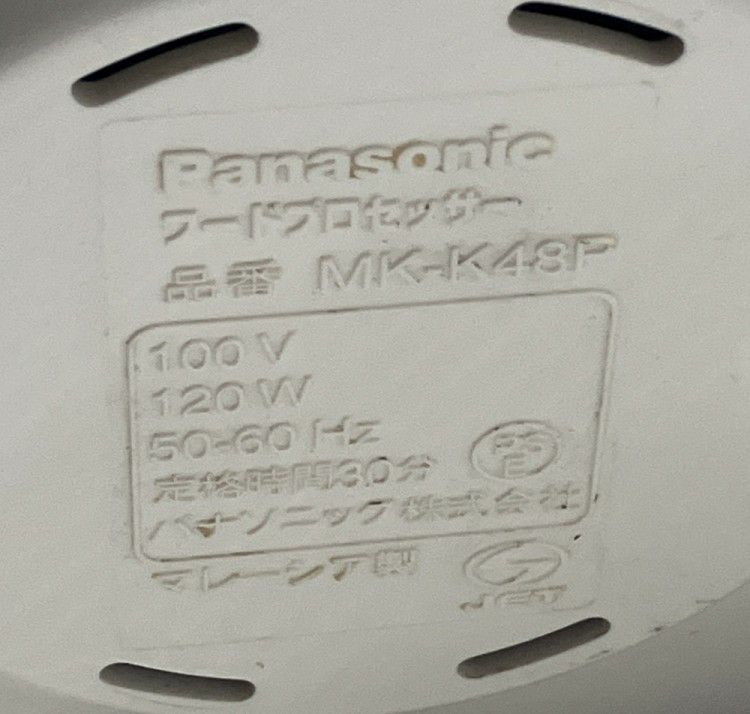 Panasonic
フードプロセッサー
品番 MK-K48P
100 V
120 W
50-60 Hz
定格時間30分
PS
E
パナソニック株式会社
マレーシア製
JET